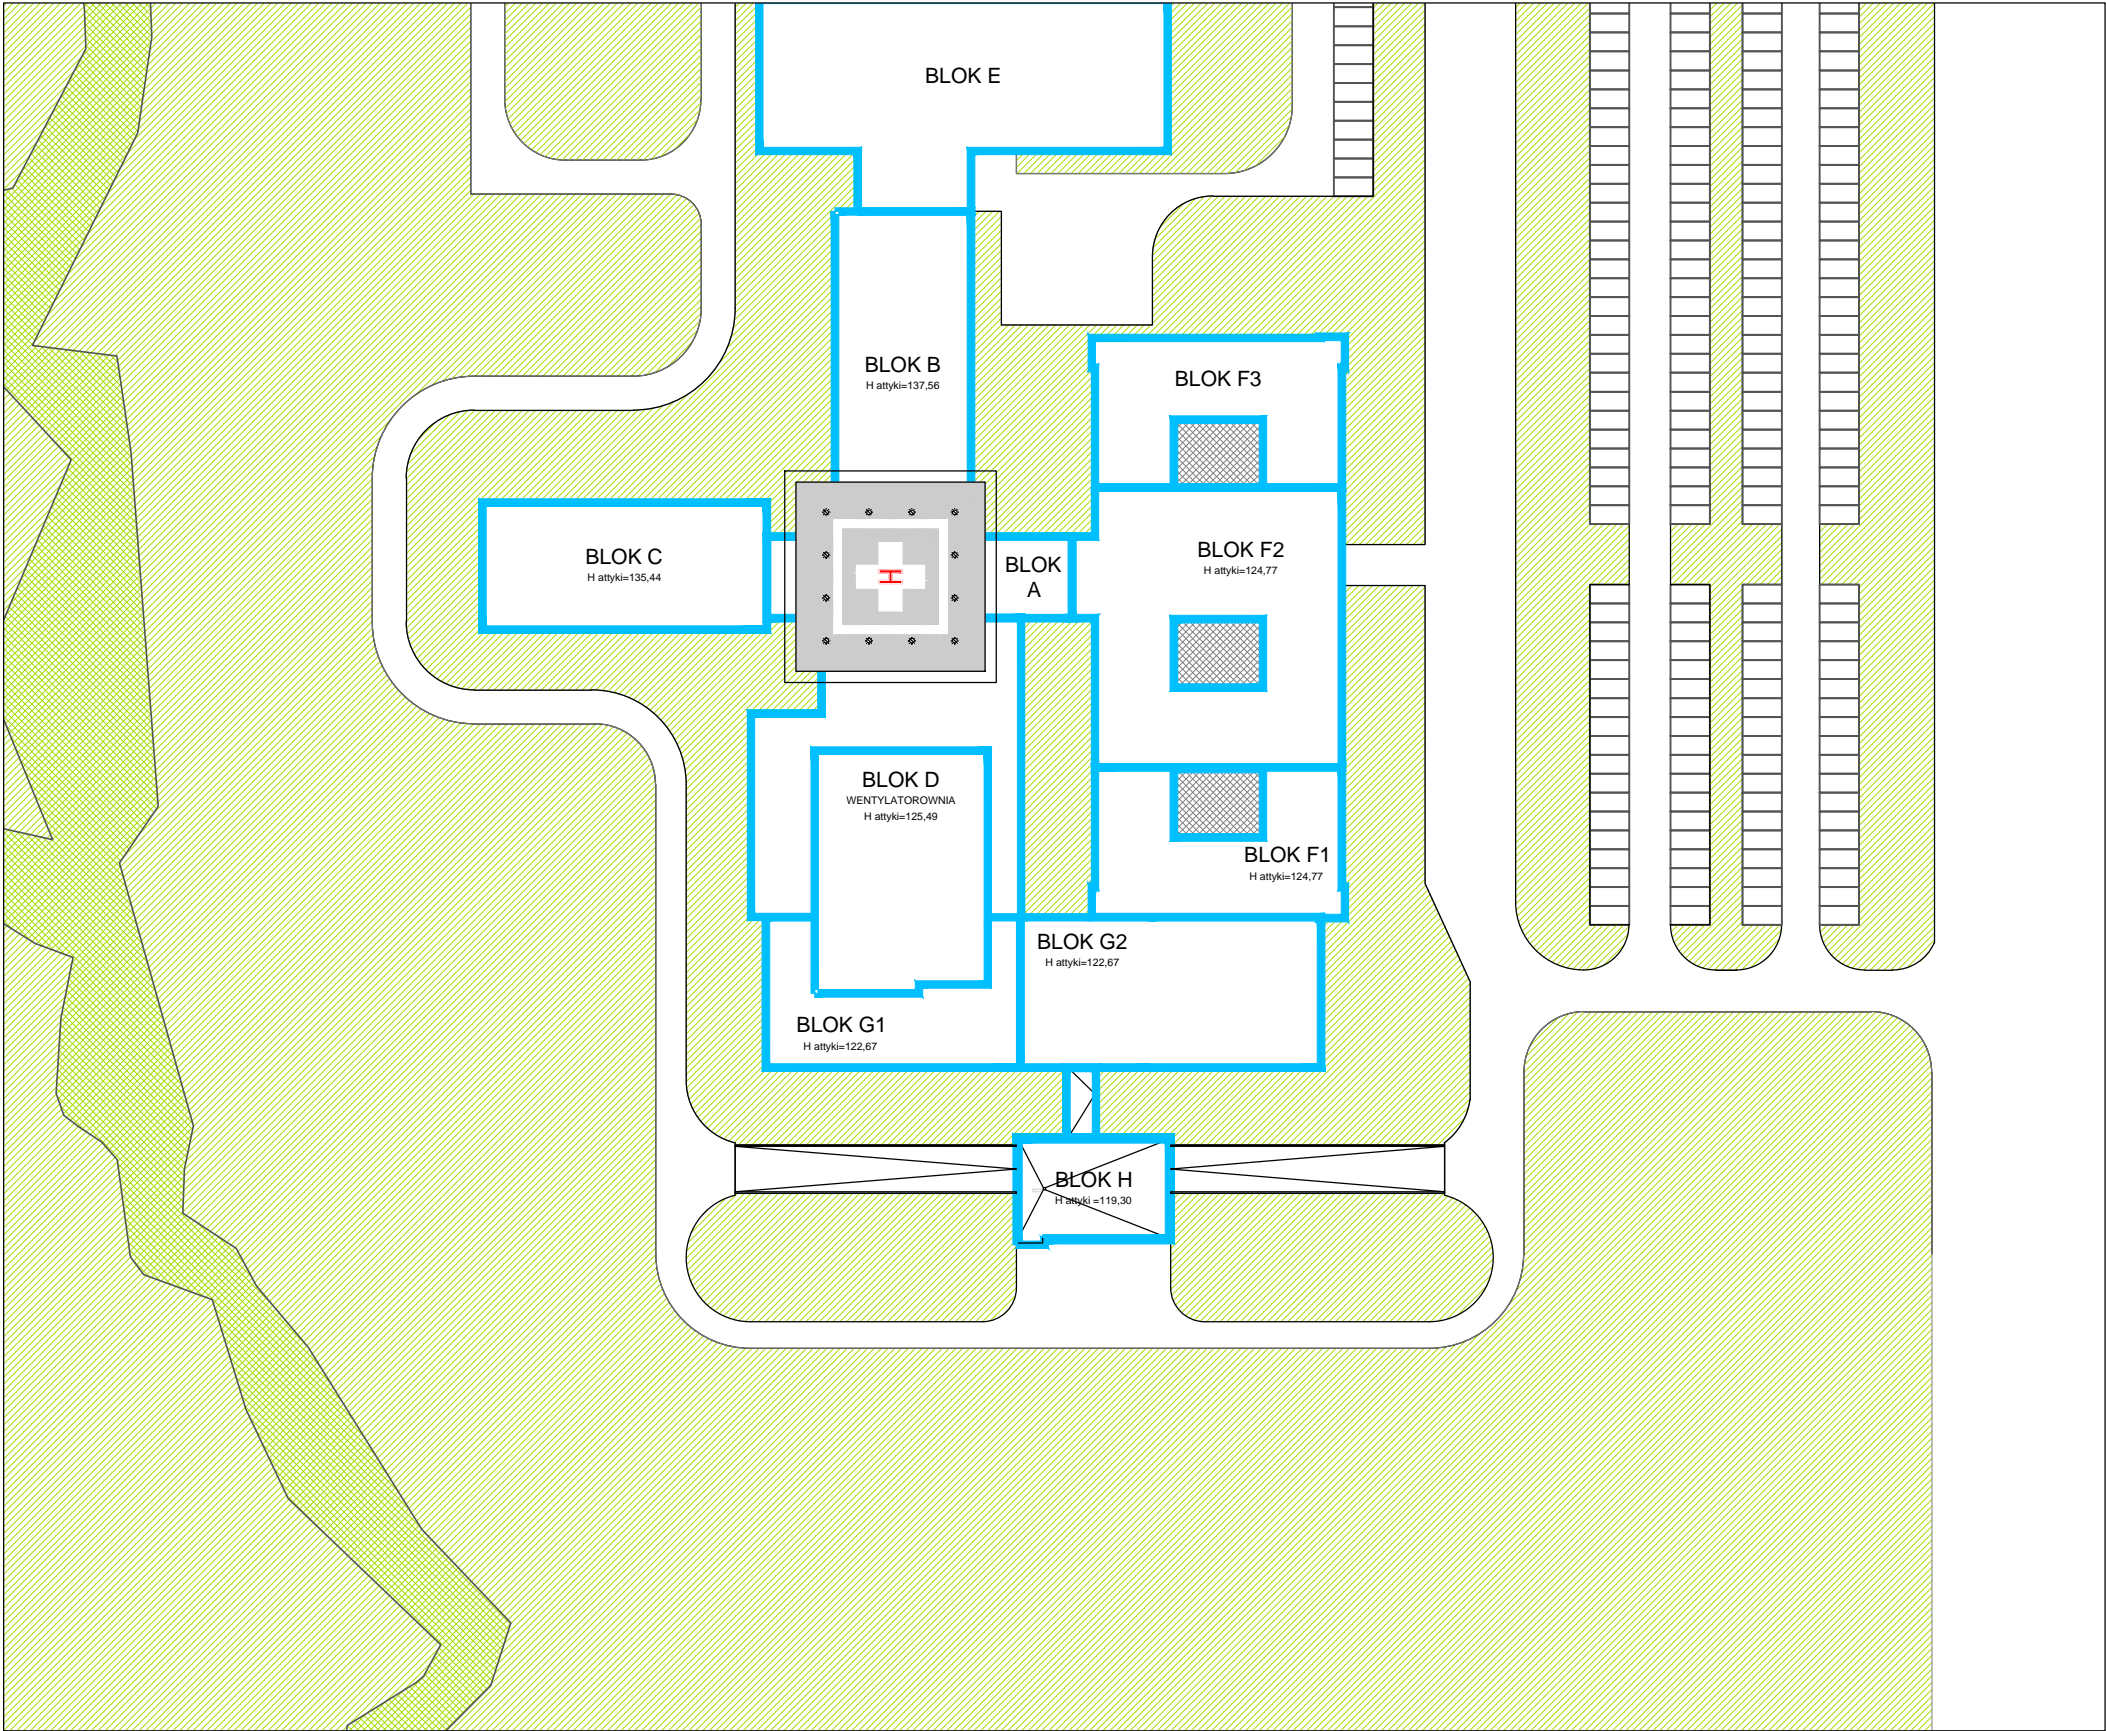 BLOK E
BLOK B
H attyki=137,56
BLOK F3
BLOK C
H attyki=135,44
H
BLOK
A
BLOK F2
H attyki=124,77
BLOK D
WENTYLATOROWNIA
H attyki=125,49
BLOK F1
H attyki=124,77
BLOK G2
H attyki=122,67
BLOK G1
H attyki=122,67
BLOK H
H attyki =119,30